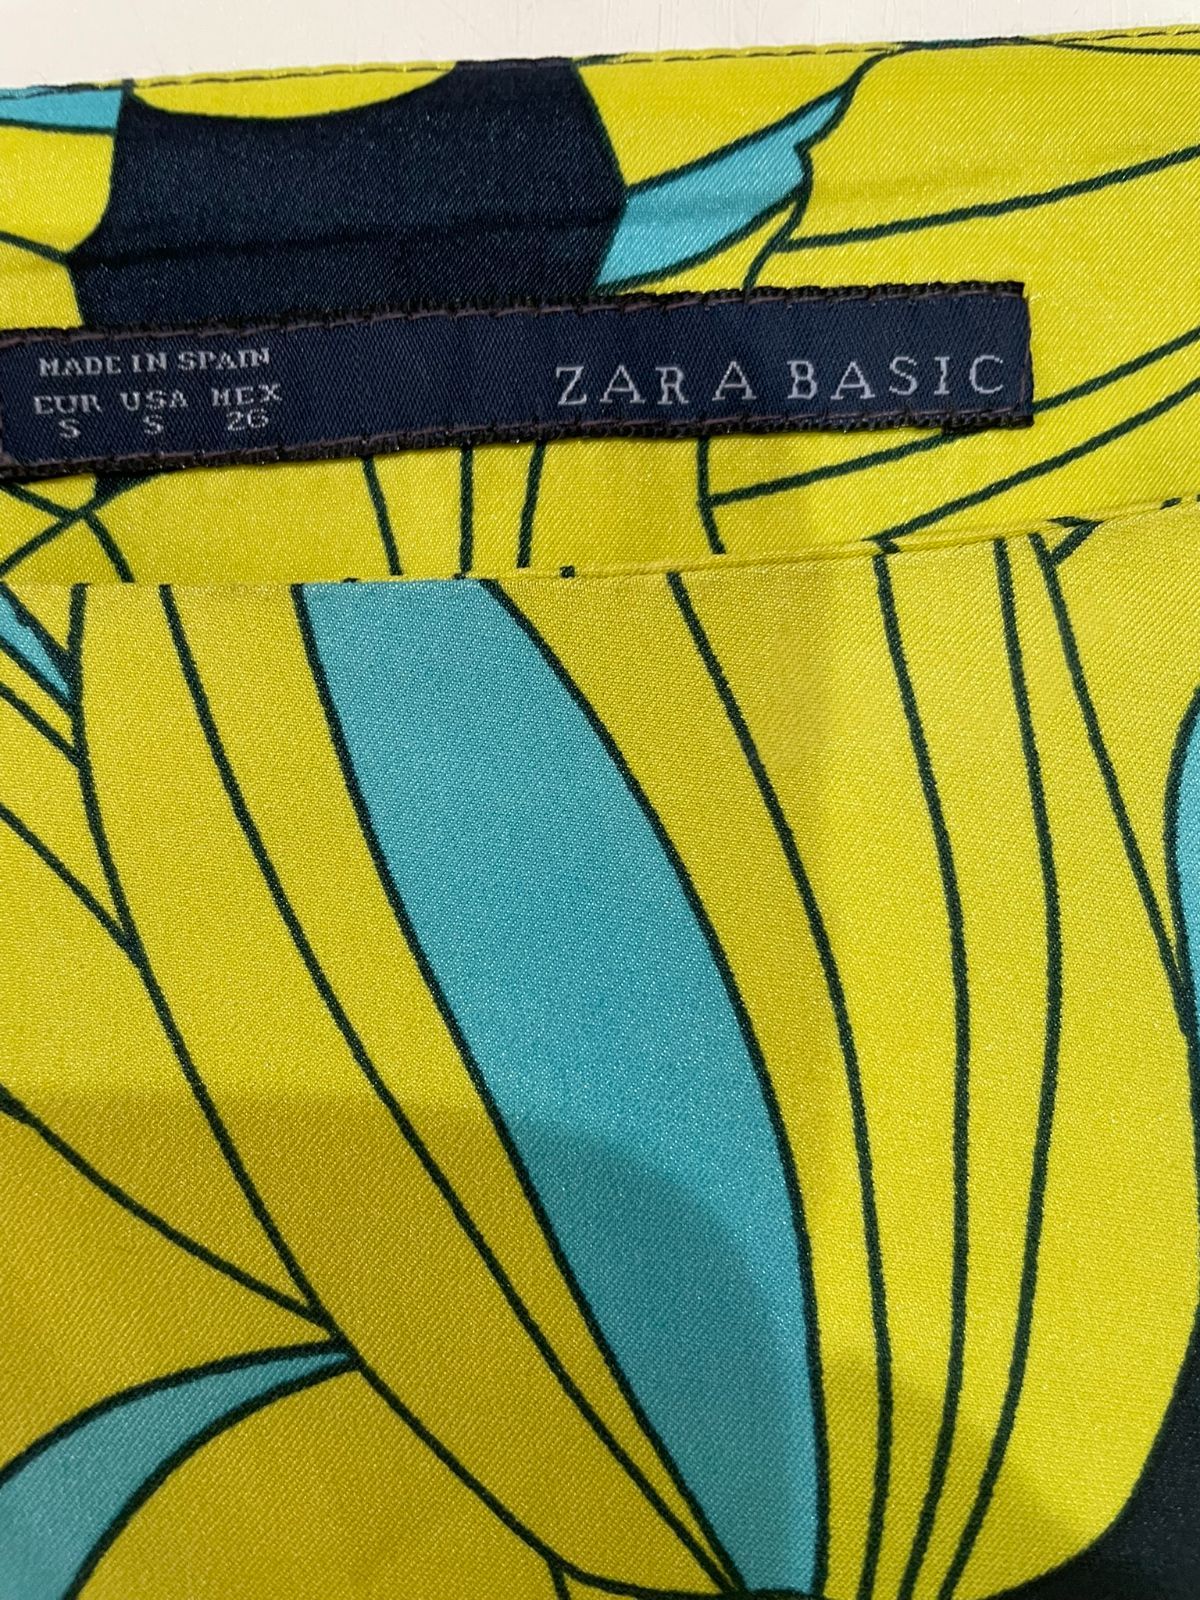 MADE IN SPAIN
EUR USA MEX
S S 26
ZARA BASIC